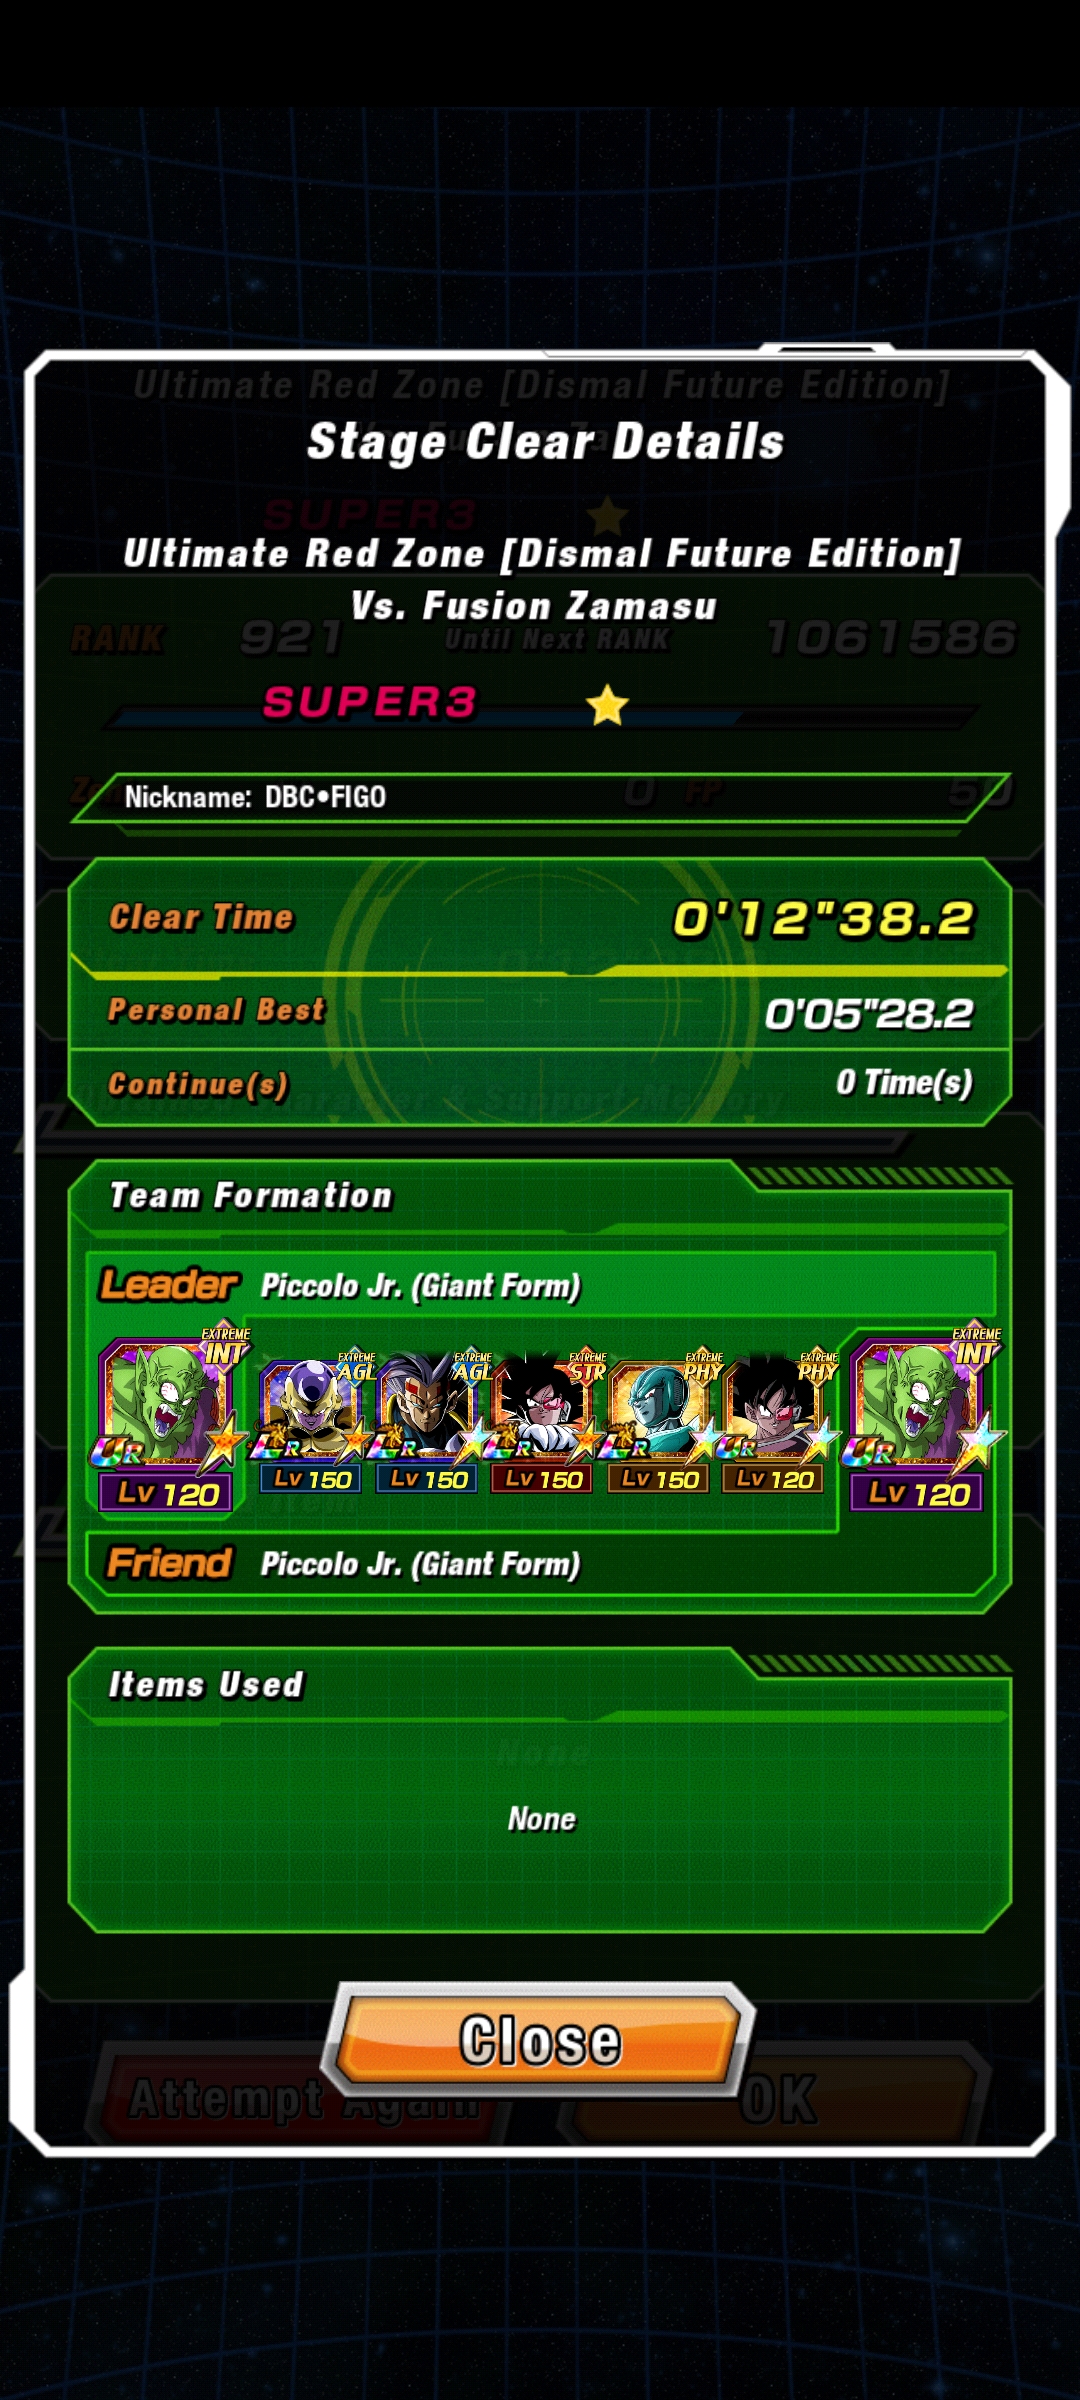 Ultimate Red Zone [Dismal Future Edition]
Stage Clear Details
SUPER3
Ultimate Red Zone [Dismal Future Edition]
Vs. Fusion Zamasu
RANK 921 Until Next RANK 1061586
SUPER3
Nickname: DBC•FIGO
0 FP 50
Clear Time 0'12"38.2
Personal Best 0'05"28.2
Continue(s) 0 Time(s)
Team Formation
Leader Piccolo Jr. (Giant Form)
EXTREME INT EXTREME AGL EXTREME AGL EXTREME STR EXTREME PHY EXTREME PHY EXTREME INT
UR LR LR LR LR UR UR
Lv 120 Lv 150 Lv 150 Lv 150 Lv 150 Lv 120 Lv 120
Friend Piccolo Jr. (Giant Form)
Items Used
None
None
Close
Attempt Again OK